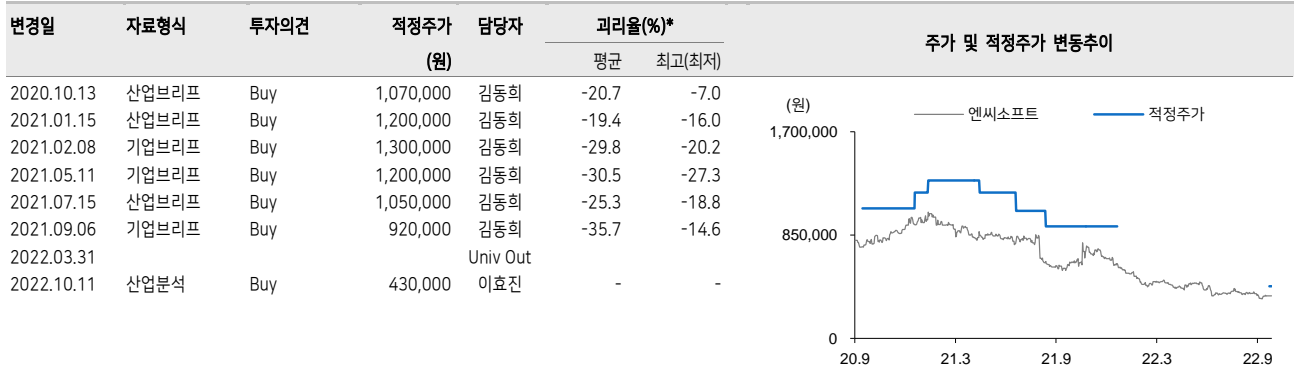 변경일 자료형식 투자의견 적정주가 담당자 괴리율(%)*
(원) 평균 최고(최저)
2020.10.13 산업브리프 Buy 1,070,000 김동희 -20.7 -7.0
2021.01.15 산업브리프 Buy 1,200,000 김동희 -19.4 -16.0
2021.02.08 기업브리프 Buy 1,300,000 김동희 -29.8 -20.2
2021.05.11 기업브리프 Buy 1,200,000 김동희 -30.5 -27.3
2021.07.15 산업브리프 Buy 1,050,000 김동희 -25.3 -18.8
2021.09.06 기업브리프 Buy 920,000 김동희 -35.7 -14.6
2022.03.31 Univ Out
2022.10.11 산업분석 Buy 430,000 이효진 - -
주가 및 적정주가 변동추이
(원)
엔씨소프트 적정주가
1,700,000
850,000
0
20.9 21.3 21.9 22.3 22.9